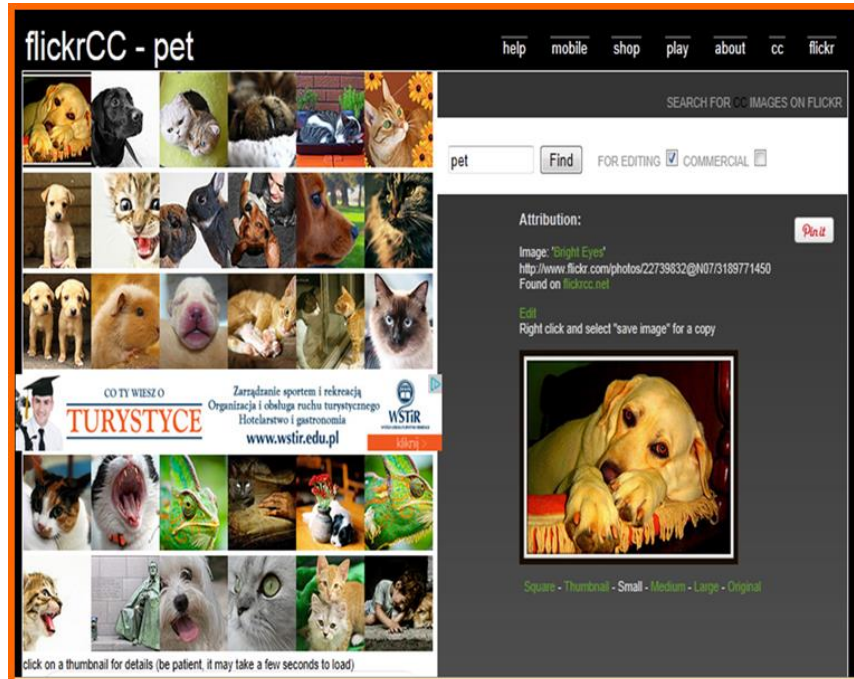 flickrCC - pet
help mobile shop play about cc flickr
SEARCH FOR CC IMAGES ON FLICKR
pet Find FOR EDITING COMMERCIAL
Attribution:
Pin it
Image: 'Bright Eyes'
http://www.flickr.com/photos/22739832@N07/3189771450
Found on flickrcc.net
Edit
Right click and select "save image" for a copy
CO TY WIESZ O
TURYSTYCE
Zarządzanie sportem i rekreacją
Organizacja i obsługa ruchu turystycznego
Hotelarstwo i gastronomia
www.wstir.edu.pl
WSTiR
kliknij >
Square - Thumbnail - Small - Medium - Large - Original
click on a thumbnail for details (be patient, it may take a few seconds to load)